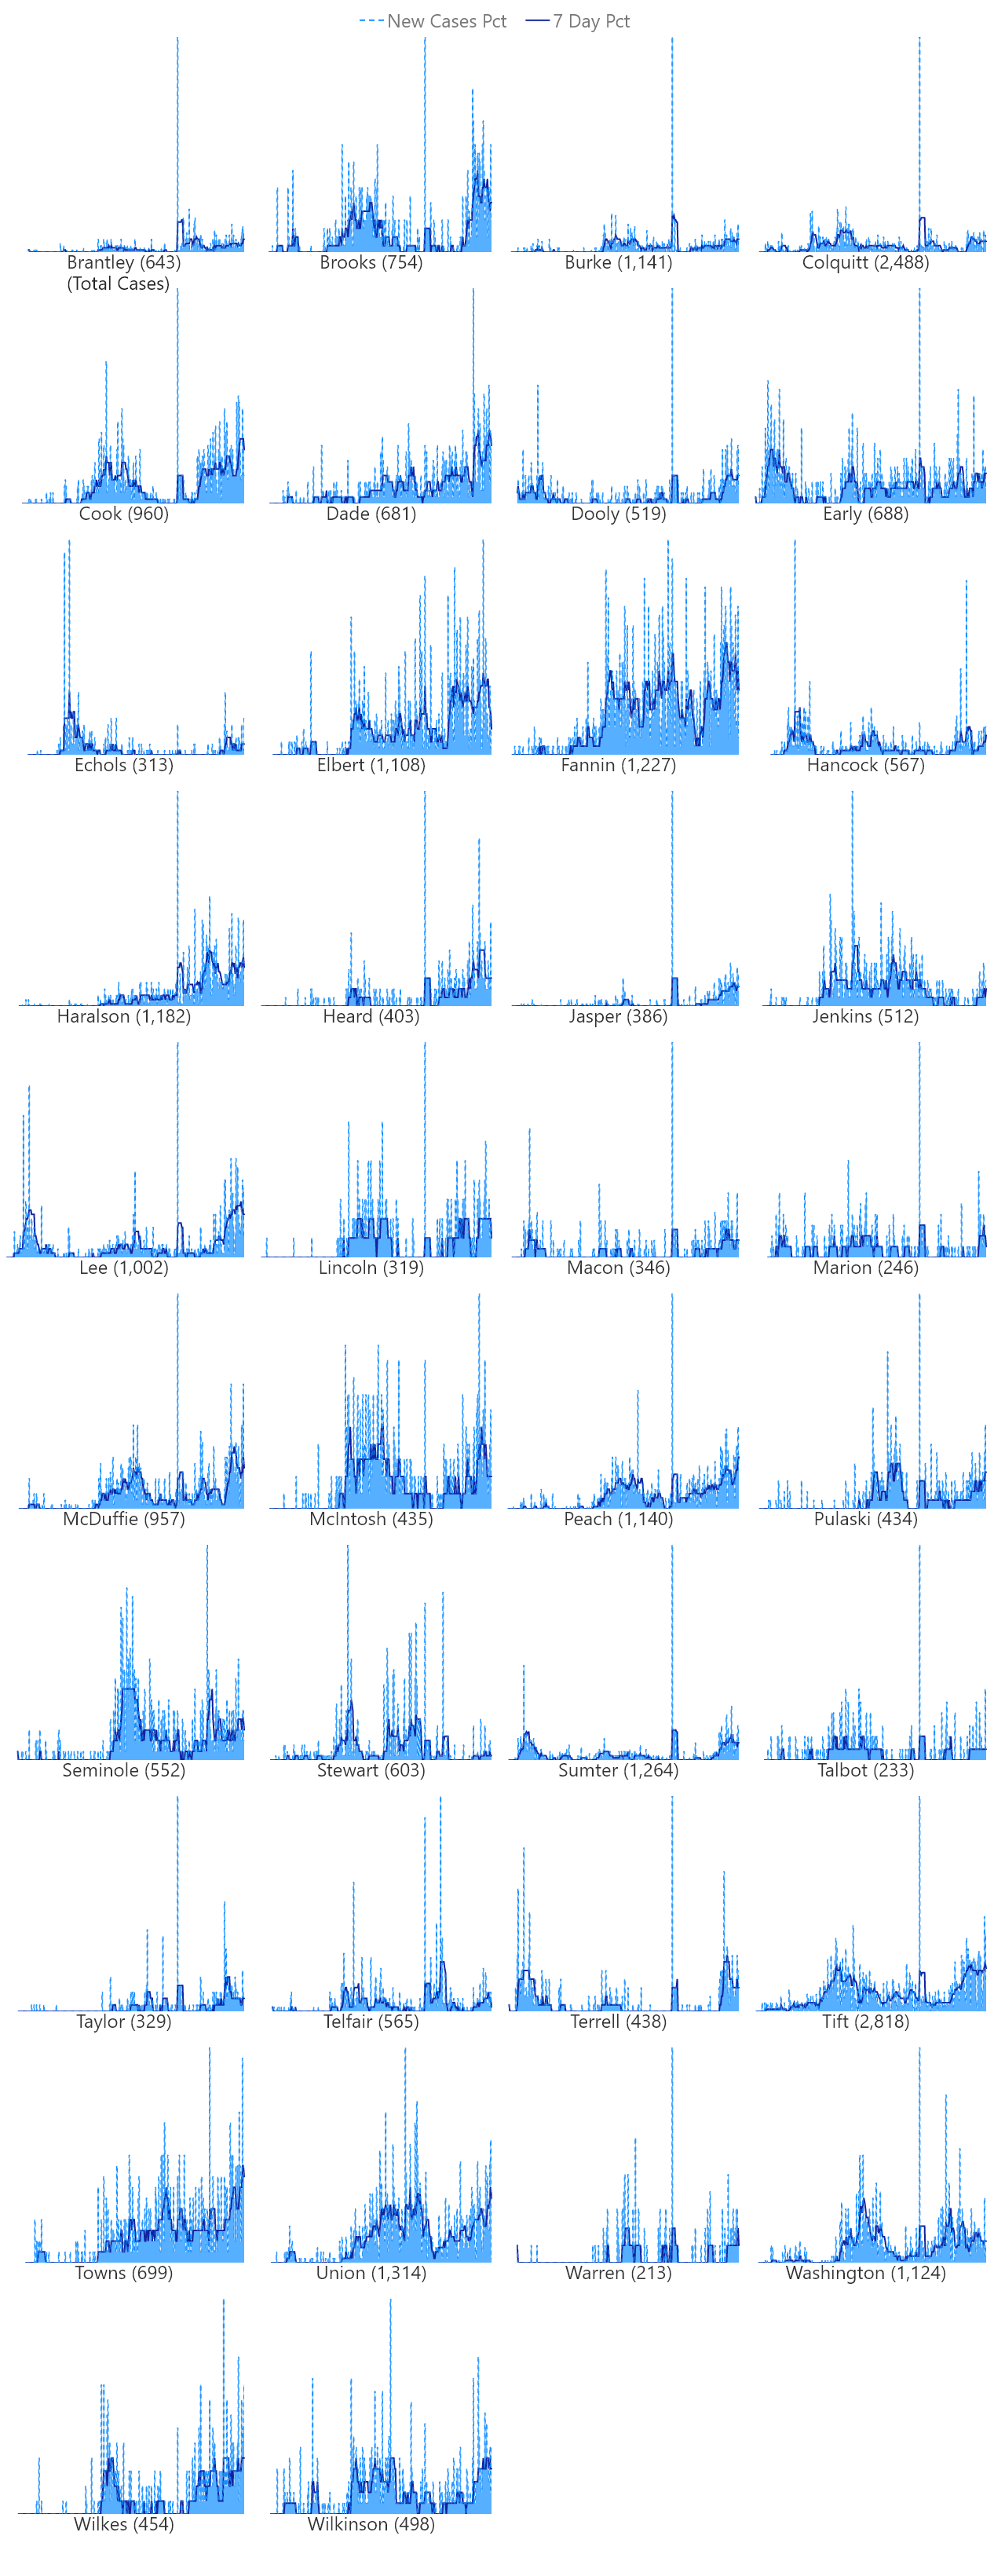 New Cases Pct 7 Day Pct
Brantley (643) Brooks (754) Burke (1,141) Colquitt (2,488)
(Total Cases)
Cook (960) Dade (681) Dooly (519) Early (688)
Echols (313) Elbert (1,108) Fannin (1,227) Hancock (567)
Haralson (1,182) Heard (403) Jasper (386) Jenkins (512)
Lee (1,002) Lincoln (319) Macon (346) Marion (246)
McDuffie (957) McIntosh (435) Peach (1,140) Pulaski (434)
Seminole (552) Stewart (603) Sumter (1,264) Talbot (233)
Taylor (329) Telfair (565) Terrell (438) Tift (2,818)
Towns (699) Union (1,314) Warren (213) Washington (1,124)
Wilkes (454) Wilkinson (498)